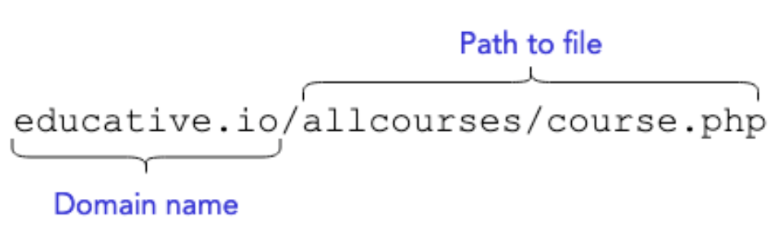 Path to file
educative.io/allcourses/course.php
Domain name